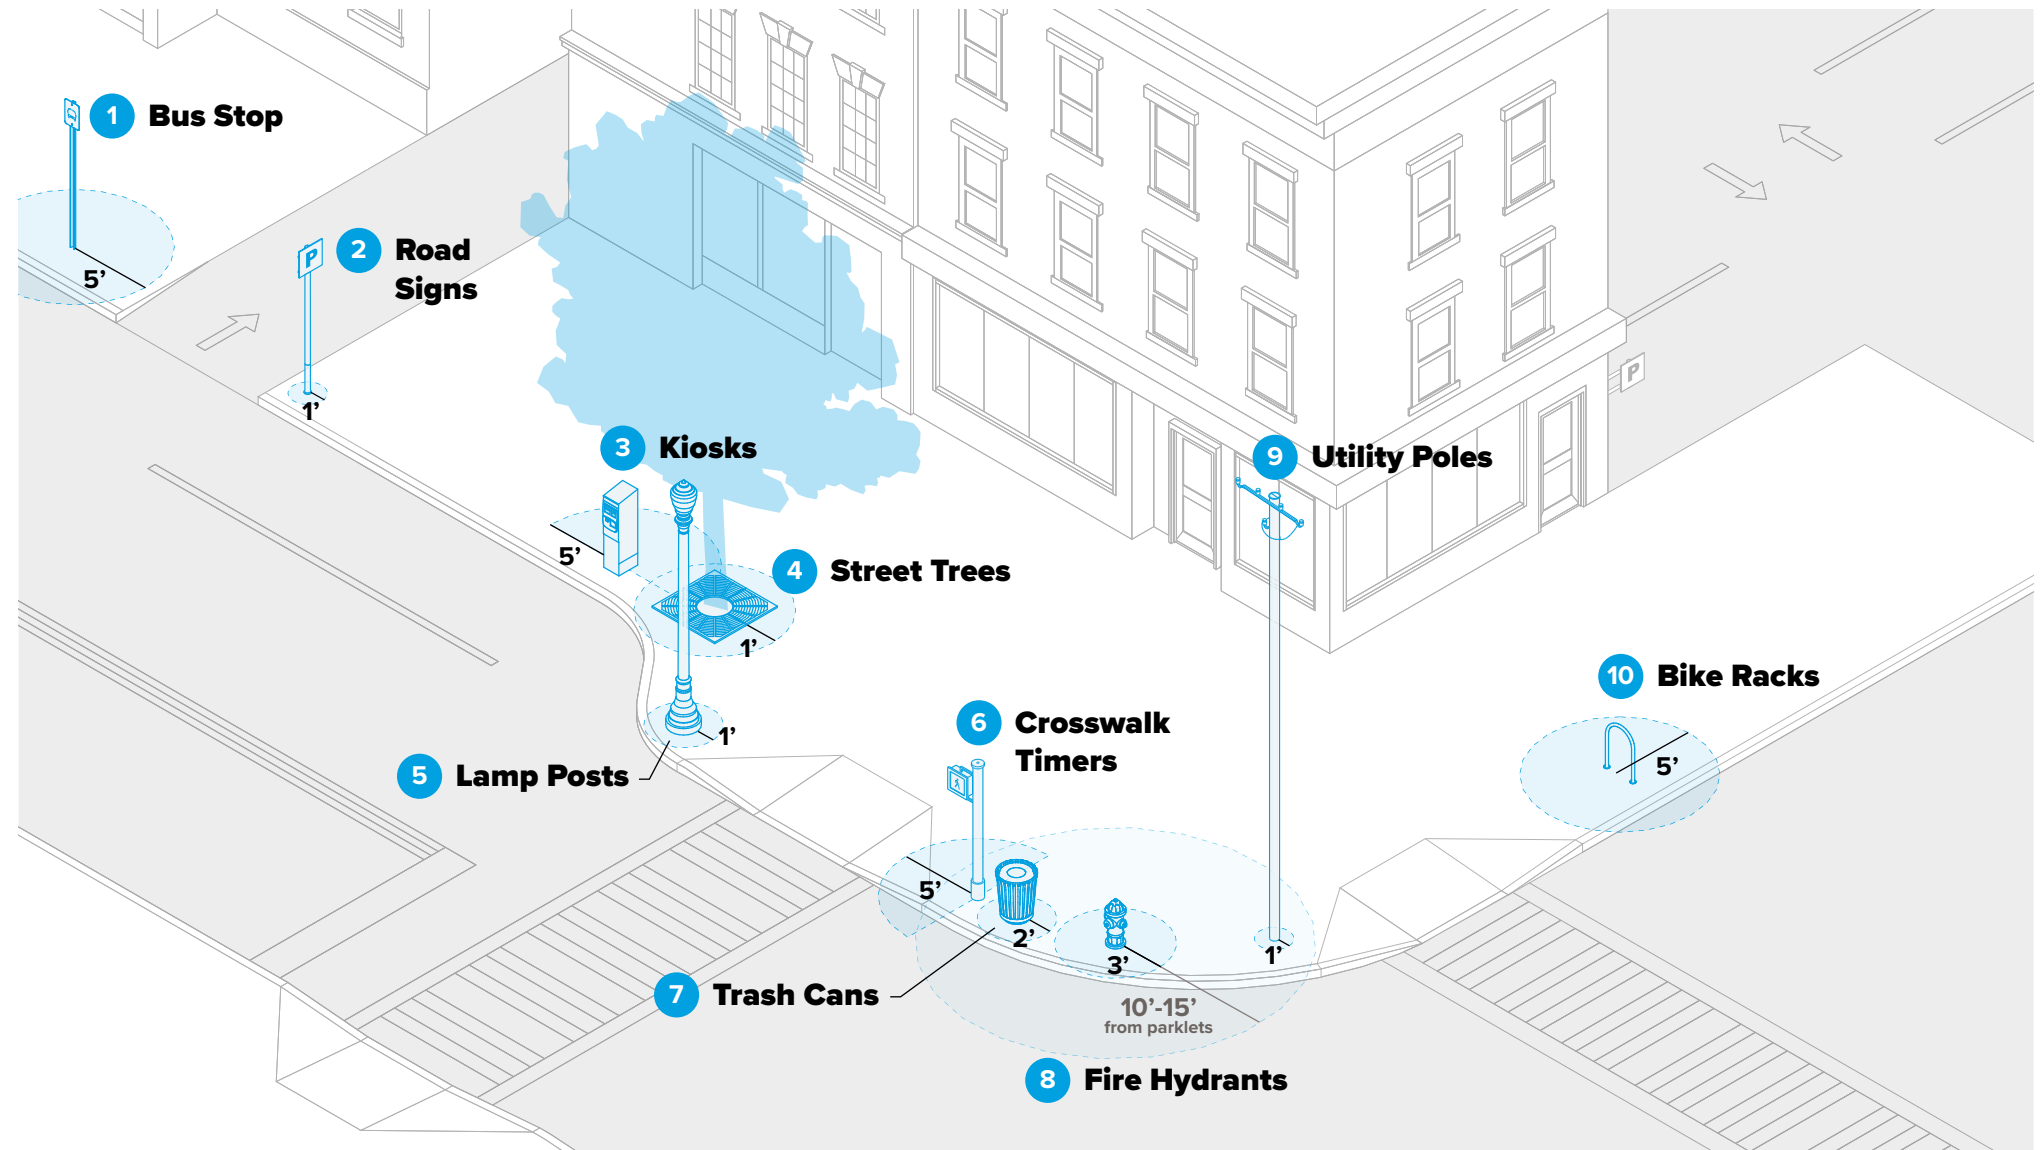 1 Bus Stop
5’
2 Road
Signs
P
1’
3 Kiosks
5’
4 Street Trees
1’
5 Lamp Posts
1’
6 Crosswalk
Timers
5’
7 Trash Cans
2’
8 Fire Hydrants
3’
10’-15’
from parklets
9 Utility Poles
1’
P
10 Bike Racks
5’